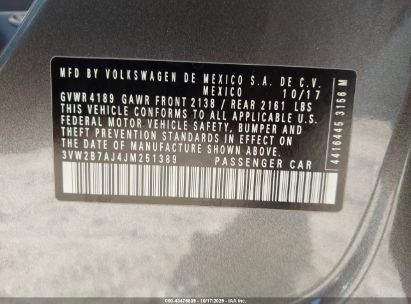 MFD BY VOLKSWAGEN DE MEXICO S.A. DE C.V.
MEXICO 10/17
GVWR 4189 GAWR FRONT 2138 / REAR 2161 LBS
THIS VEHICLE CONFORMS TO ALL APPLICABLE U.S.
FEDERAL MOTOR VEHICLE SAFETY, BUMPER AND
THEFT PREVENTION STANDARDS IN EFFECT ON
THE DATE OF MANUFACTURE SHOWN ABOVE.
3VW2B7AJ4JM251389 PASSENGER CAR
4416445 3156 M